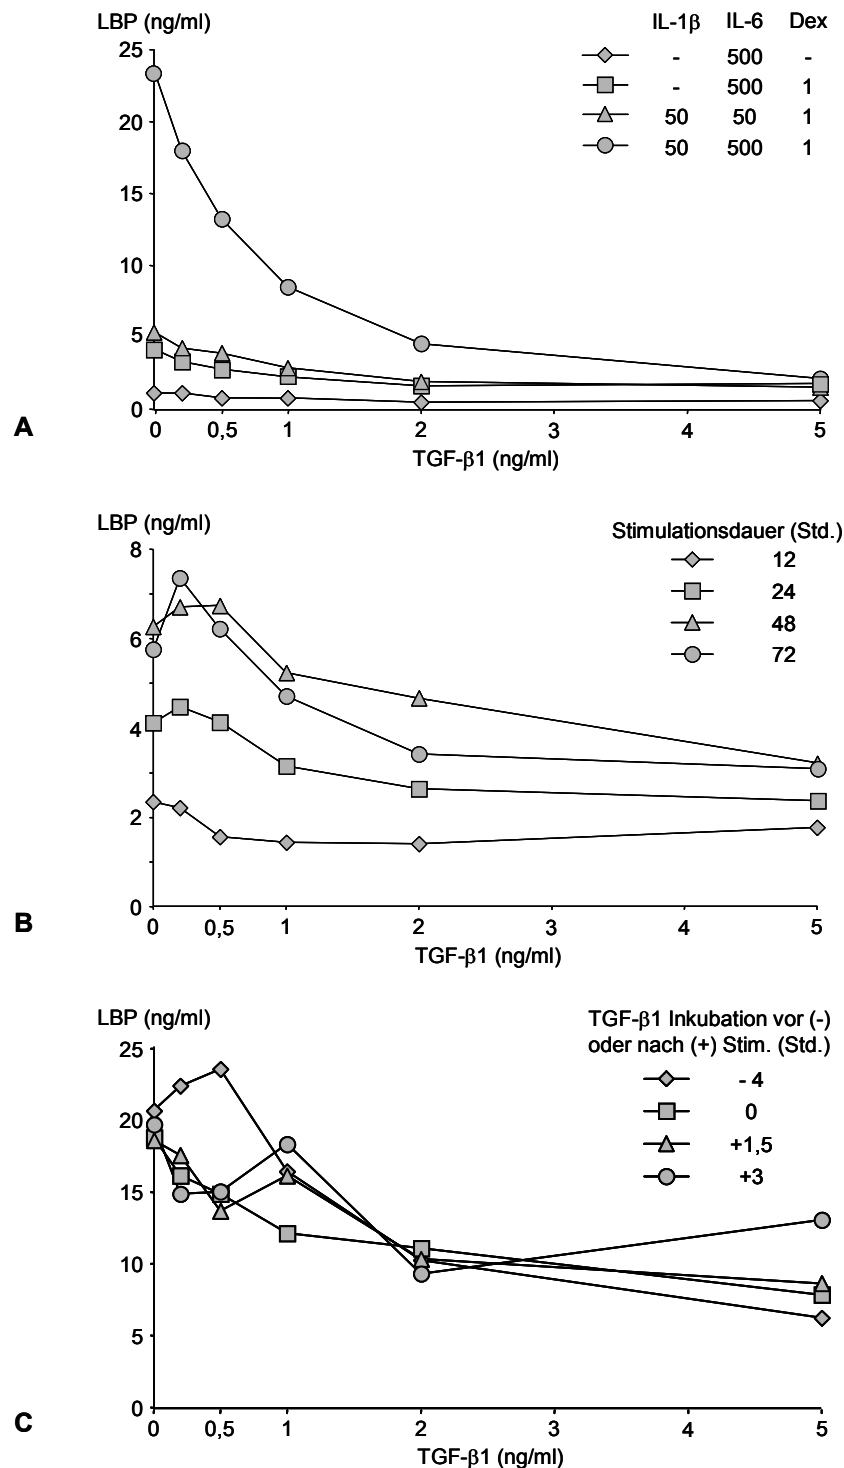 LBP (ng/ml)
IL-1β IL-6 Dex
- 500 -
- 500 1
50 50 1
50 500 1
25
20
15
10
5
0
0 0,5 1 2 3 4 5
TGF-β1 (ng/ml)
A
LBP (ng/ml)
Stimulationsdauer (Std.)
12
24
48
72
8
6
4
2
0
0 0,5 1 2 3 4 5
TGF-β1 (ng/ml)
B
LBP (ng/ml)
TGF-β1 Inkubation vor (-)
oder nach (+) Stim. (Std.)
- 4
0
+1,5
+3
25
20
15
10
5
0
0 0,5 1 2 3 4 5
TGF-β1 (ng/ml)
C